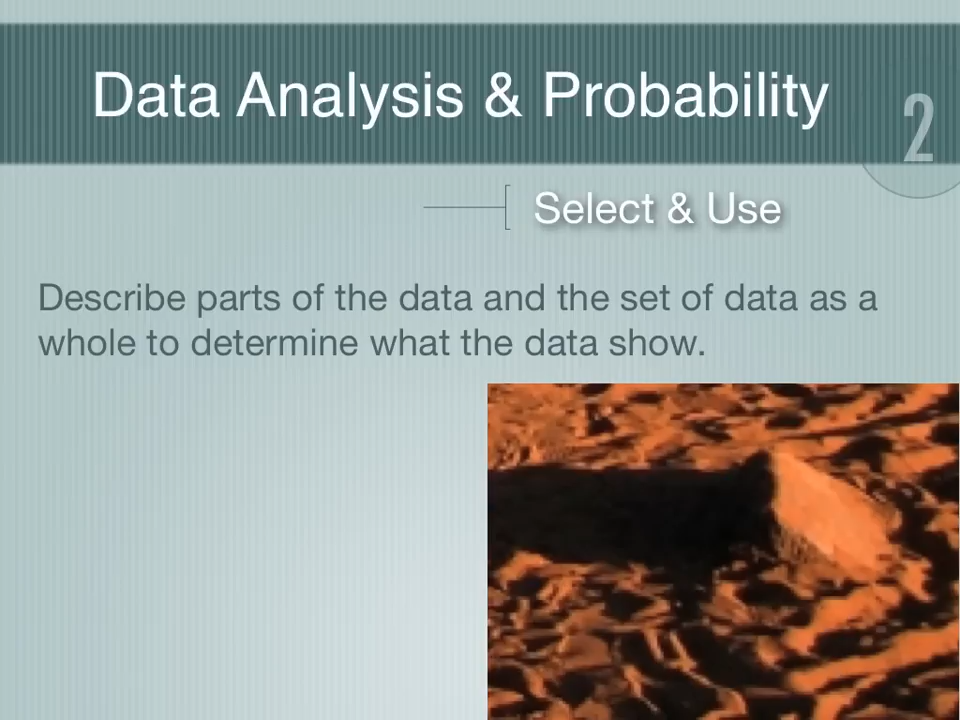 Data Analysis & Probability
2
Select & Use
Describe parts of the data and the set of data as a
whole to determine what the data show.